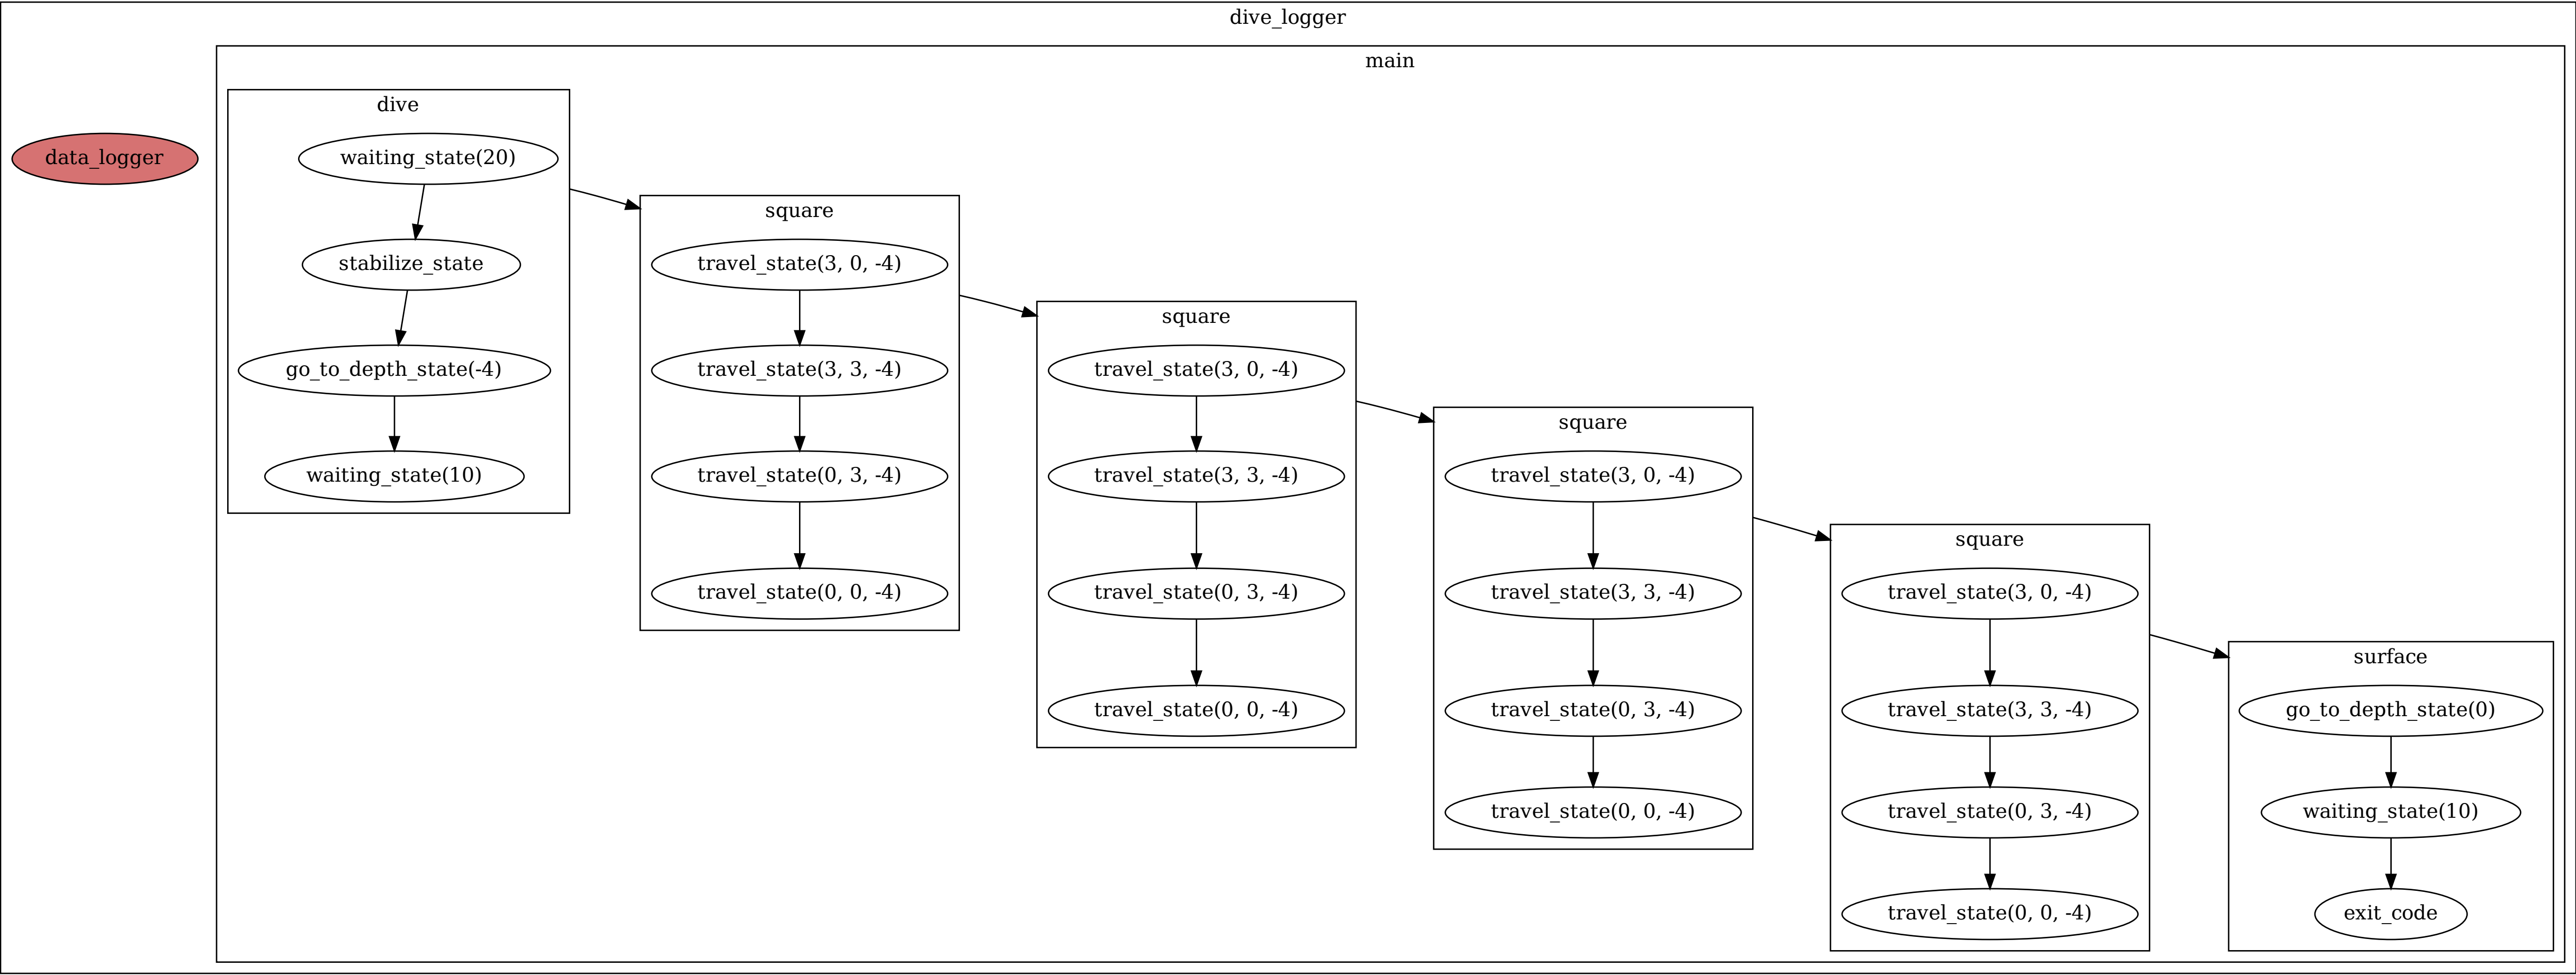 dive_logger
main
data_logger
dive
waiting_state(20)
stabilize_state
go_to_depth_state(-4)
waiting_state(10)
square
travel_state(3, 0, -4)
travel_state(3, 3, -4)
travel_state(0, 3, -4)
travel_state(0, 0, -4)
square
travel_state(3, 0, -4)
travel_state(3, 3, -4)
travel_state(0, 3, -4)
travel_state(0, 0, -4)
square
travel_state(3, 0, -4)
travel_state(3, 3, -4)
travel_state(0, 3, -4)
travel_state(0, 0, -4)
square
travel_state(3, 0, -4)
travel_state(3, 3, -4)
travel_state(0, 3, -4)
travel_state(0, 0, -4)
surface
go_to_depth_state(0)
waiting_state(10)
exit_code